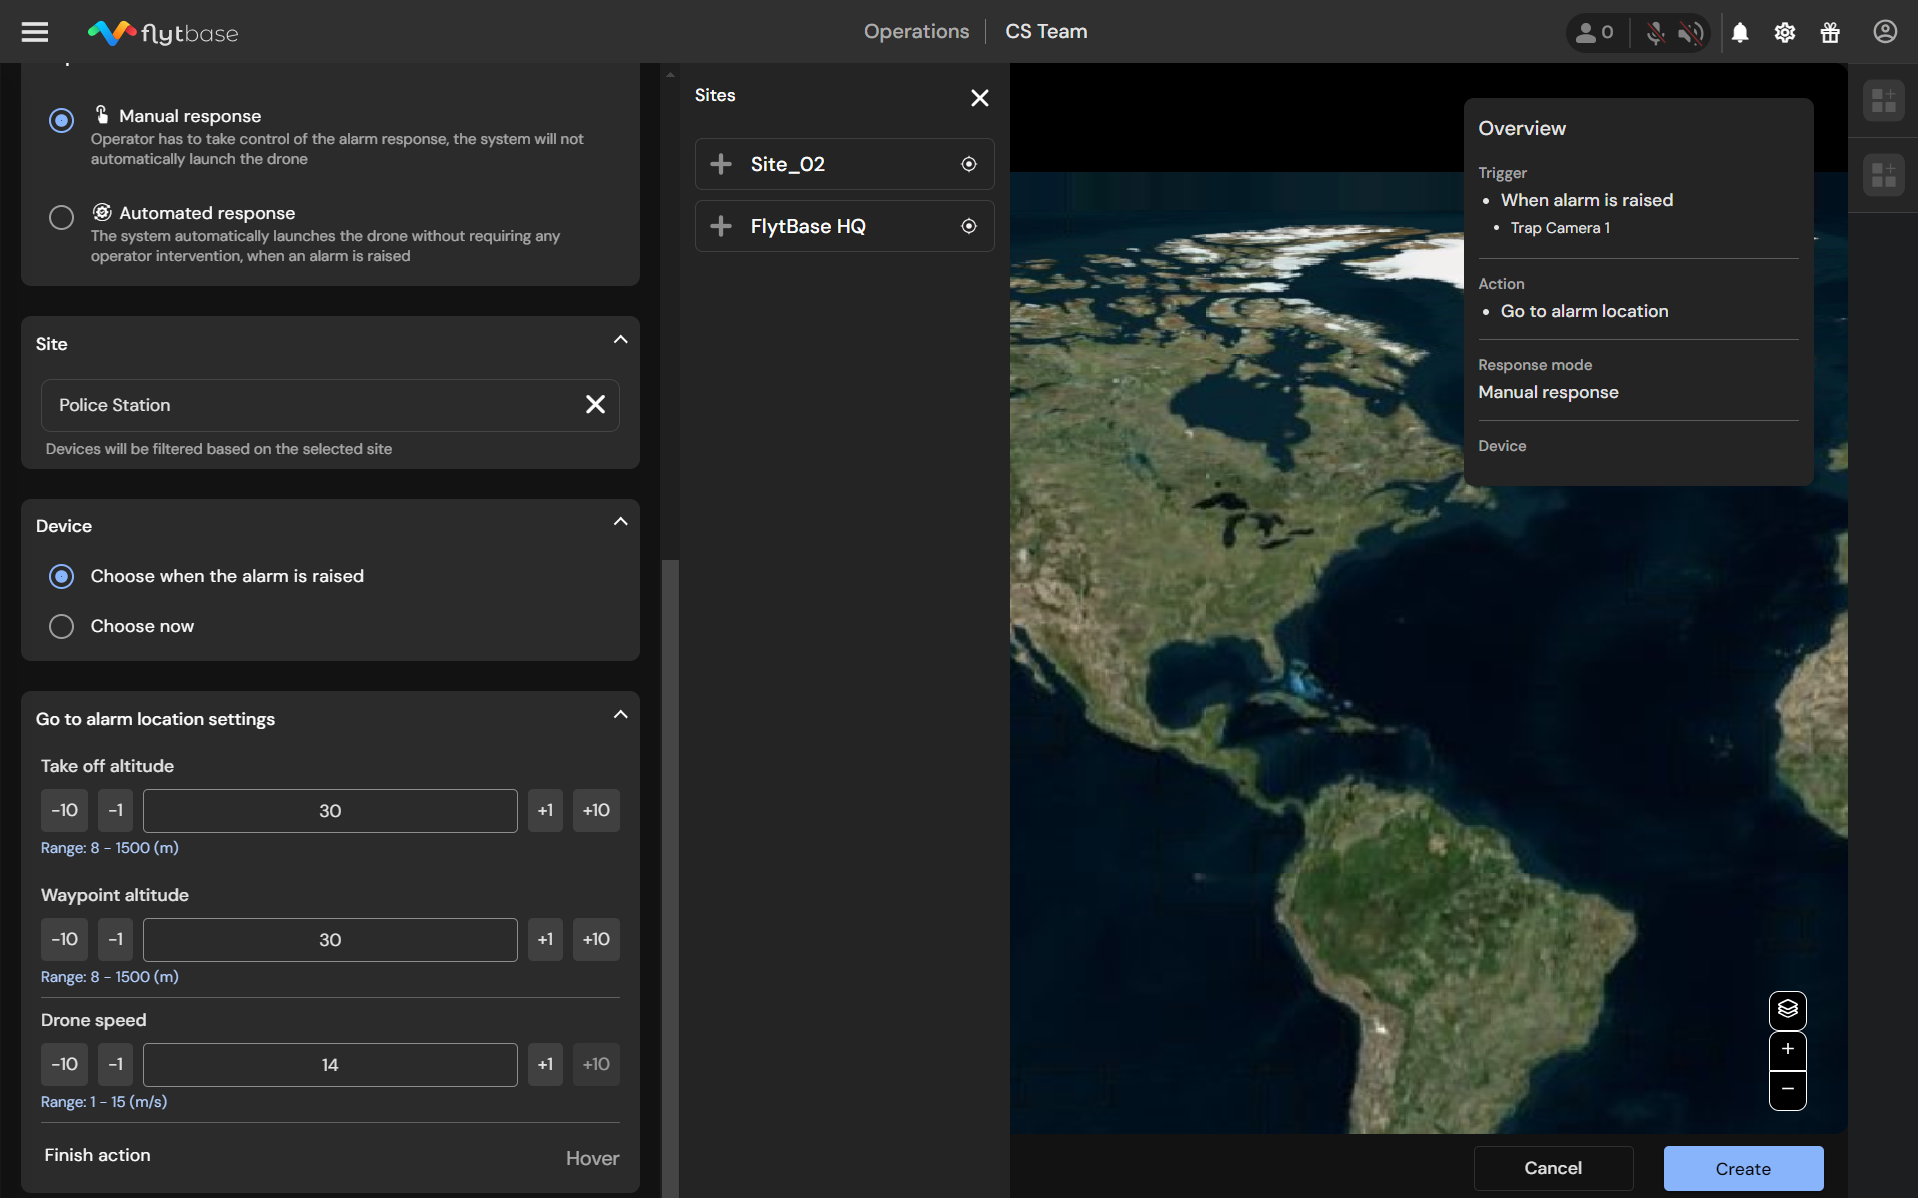 flytbase
Operations
CS Team
0
Manual response
Operator has to take control of the alarm response, the system will not
automatically launch the drone
Automated response
The system automatically launches the drone without requiring any
operator intervention, when an alarm is raised
Site
Police Station
Devices will be filtered based on the selected site
Device
Choose when the alarm is raised
Choose now
Go to alarm location settings
Take off altitude
-10 -1 30 +1 +10
Range: 8 - 1500 (m)
Waypoint altitude
-10 -1 30 +1 +10
Range: 8 - 1500 (m)
Drone speed
-10 -1 14 +1 +10
Range: 1 - 15 (m/s)
Finish action
Hover
Sites
Site_02
FlytBase HQ
Overview
Trigger
• When alarm is raised
• Trap Camera 1
Action
• Go to alarm location
Response mode
Manual response
Device
+
−
Cancel
Create